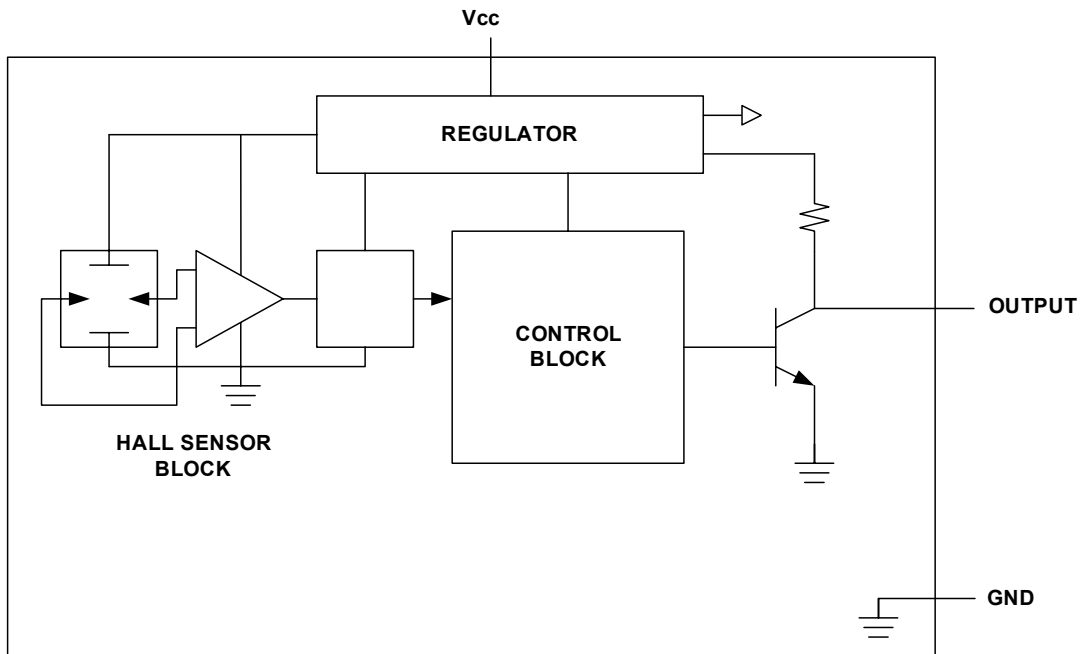 Vcc
REGULATOR
OUTPUT
CONTROL
BLOCK
HALL SENSOR
BLOCK
GND